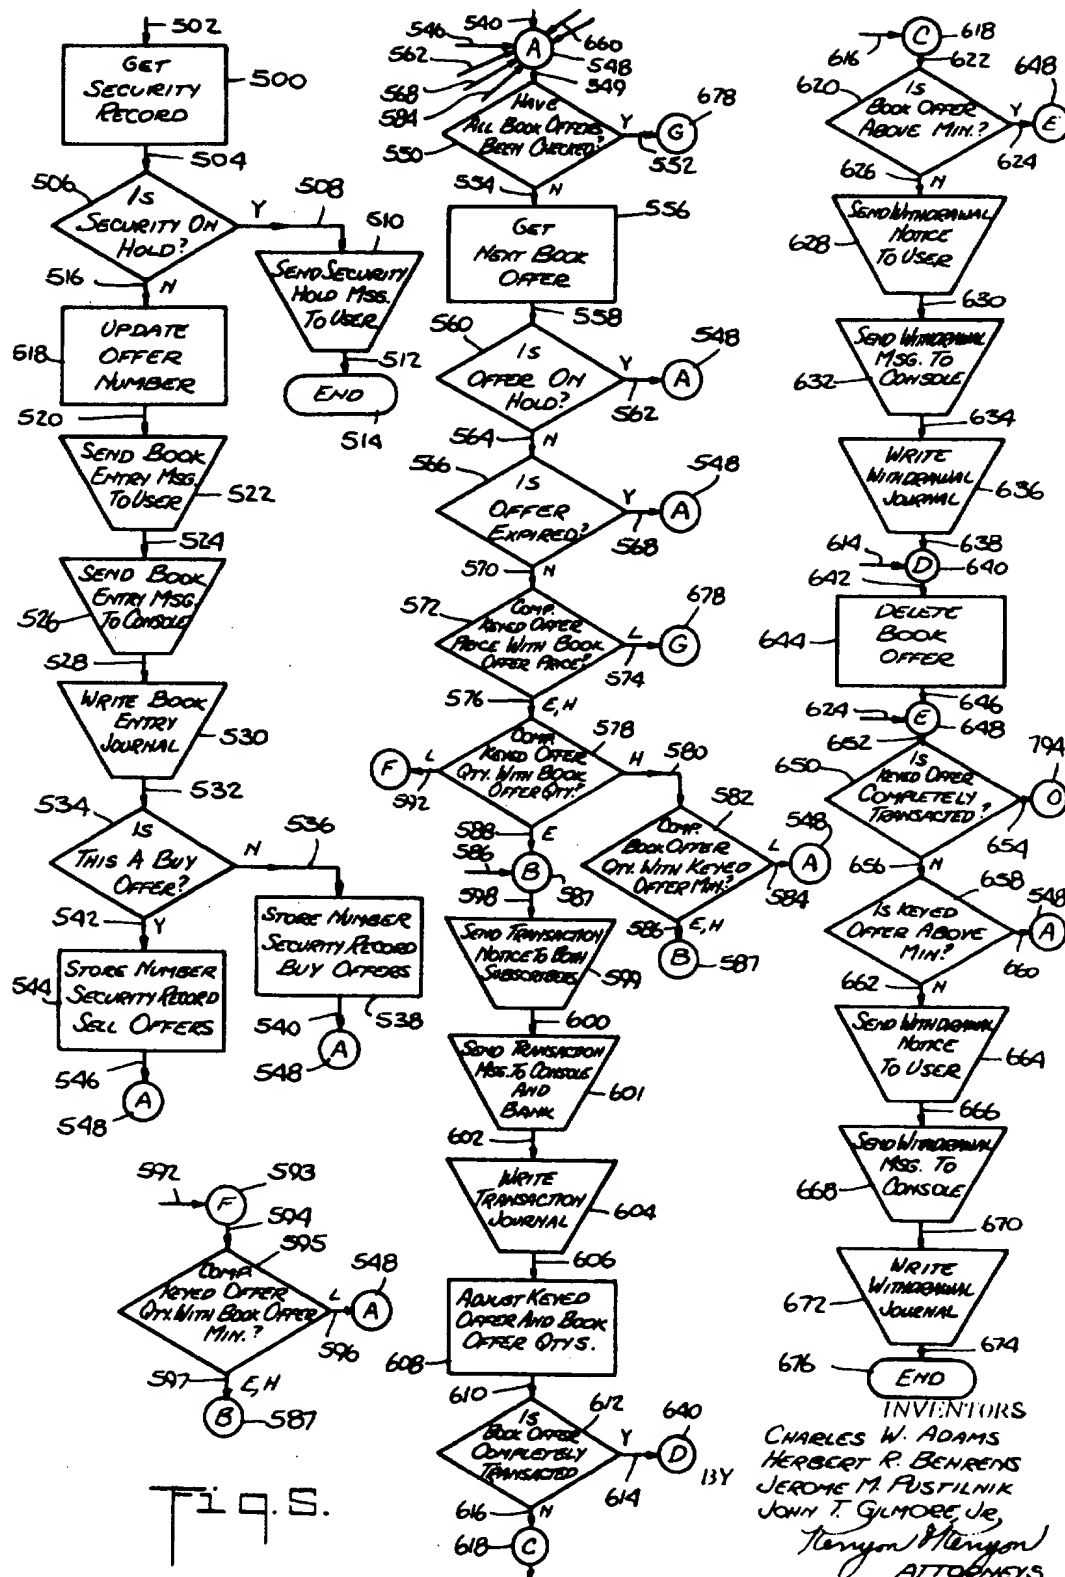 502
GET
SECURITY
RECORD
500
504
506
IS
SECURITY ON
HOLD?
Y
508
510
SEND SECURITY
HOLD MSG.
TO USER
512
END
514
516
N
UPDATE
OFFER
NUMBER
518
520
SEND BOOK
ENTRY MSG.
TO USER
522
524
SEND BOOK
ENTRY MSG.
TO CONSOLE
526
528
WRITE BOOK
ENTRY
JOURNAL
530
532
534
IS
THIS A BUY
OFFER?
N
536
STORE NUMBER
SECURITY RECORD
BUY OFFERS
538
540
A
548
542
Y
544
STORE NUMBER
SECURITY RECORD
SELL OFFERS
546
A
548
592
F
593
594
595
COMP.
KEYED OFFER
QTY. WITH BOOK OFFER
MIN.?
L
596
548
A
597
E, H
B
587
Fig. 5.
540
546
562
568
584
660
A
548
549
HAVE
ALL BOOK OFFERS
BEEN CHECKED?
550
Y
552
678
G
554
N
556
GET
NEXT BOOK
OFFER
558
560
IS
OFFER ON
HOLD?
Y
562
548
A
564
N
566
IS
OFFER
EXPIRED?
Y
568
548
A
570
N
572
COMP.
KEYED OFFER
PRICE WITH BOOK
OFFER PRICE?
L
574
678
G
576
E, H
578
COMP.
KEYED OFFER
QTY. WITH BOOK
OFFER QTY.?
L
592
F
H
580
582
COMP.
BOOK OFFER
QTY. WITH KEYED
OFFER MIN.?
L
584
548
A
586
E, H
B
587
588
E
586
B
587
598
SEND TRANSACTION
NOTICE TO BOTH
SUBSCRIBERS
599
600
SEND TRANSACTION
MSG. TO CONSOLE
AND
BANK
601
602
WRITE
TRANSACTION
JOURNAL
604
606
ADJUST KEYED
OFFER AND BOOK
OFFER QTYS.
608
610
612
IS
BOOK OFFER
COMPLETELY
TRANSACTED
Y
614
640
D
616
N
618
C
C
618
616
622
620
IS
BOOK OFFER
ABOVE MIN.?
Y
624
648
E
626
N
SEND WITHDRAWAL
NOTICE
TO USER
628
630
SEND WITHDRAWAL
MSG. TO
CONSOLE
632
634
WRITE
WITHDRAWAL
JOURNAL
636
638
614
D
640
642
DELETE
BOOK
OFFER
644
646
624
E
648
652
650
IS
KEYED OFFER
COMPLETELY
TRANSACTED?
654
794
O
656
N
658
IS KEYED
OFFER ABOVE
MIN.?
548
A
660
662
N
SEND WITHDRAWAL
NOTICE
TO USER
664
666
SEND WITHDRAWAL
MSG. TO
CONSOLE
668
670
WRITE
WITHDRAWAL
JOURNAL
672
674
676
END
INVENTORS
CHARLES W. ADAMS
HERBERT R. BEHRENS
JEROME M. PUSTILNIK
JOHN T. GILMORE, JR,
BY
Kenyon & Kenyon
ATTORNEYS